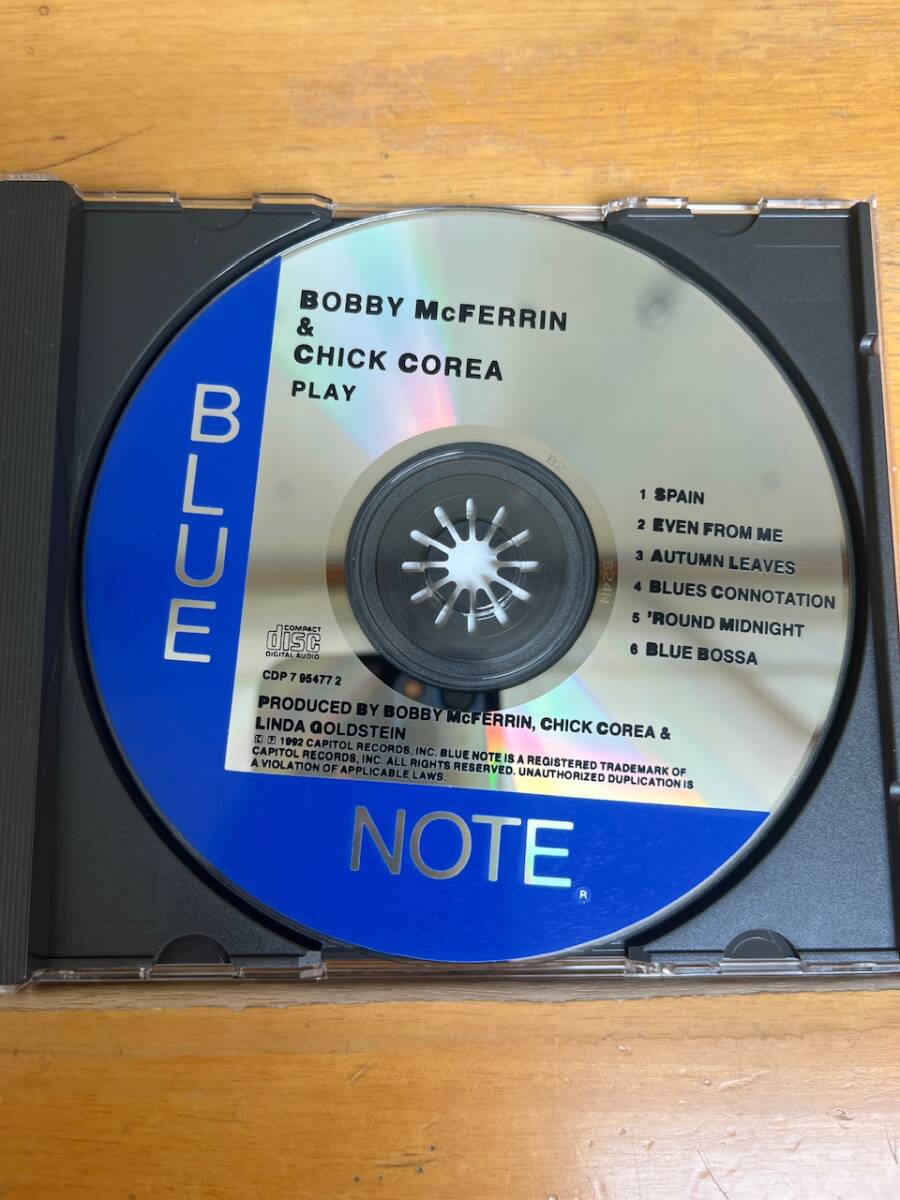 BOBBY McFERRIN
&
CHICK COREA
PLAY
BLUE
1 SPAIN
2 EVEN FROM ME
3 AUTUMN LEAVES
4 BLUES CONNOTATION
5 'ROUND MIDNIGHT
6 BLUE BOSSA
B24N
COMPACT
disc
DIGITAL AUDIO
CDP 7 95477 2
PRODUCED BY BOBBY McFERRIN, CHICK COREA &
LINDA GOLDSTEIN
1992 CAPITOL RECORDS, INC. BLUE NOTE IS A REGISTERED TRADEMARK OF
CAPITOL RECORDS, INC. ALL RIGHTS RESERVED. UNAUTHORIZED DUPLICATION IS
A VIOLATION OF APPLICABLE LAWS.
NOTE
®